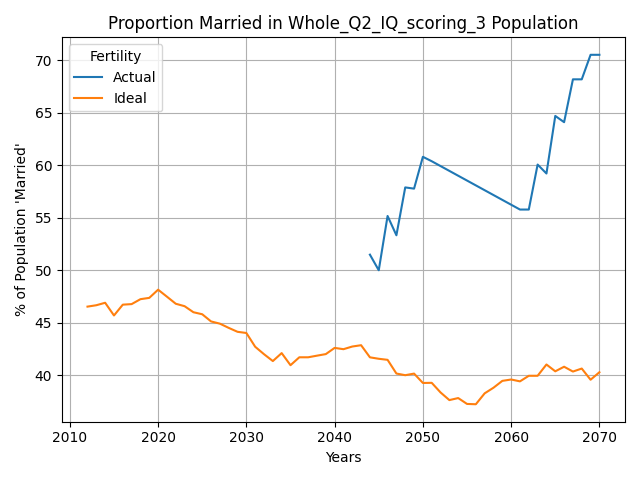 Proportion Married in Whole_Q2_IQ_scoring_3 Population
% of Population 'Married'
70
65
60
55
50
45
40
Fertility
Actual
Ideal
2010 2020 2030 2040 2050 2060 2070
Years